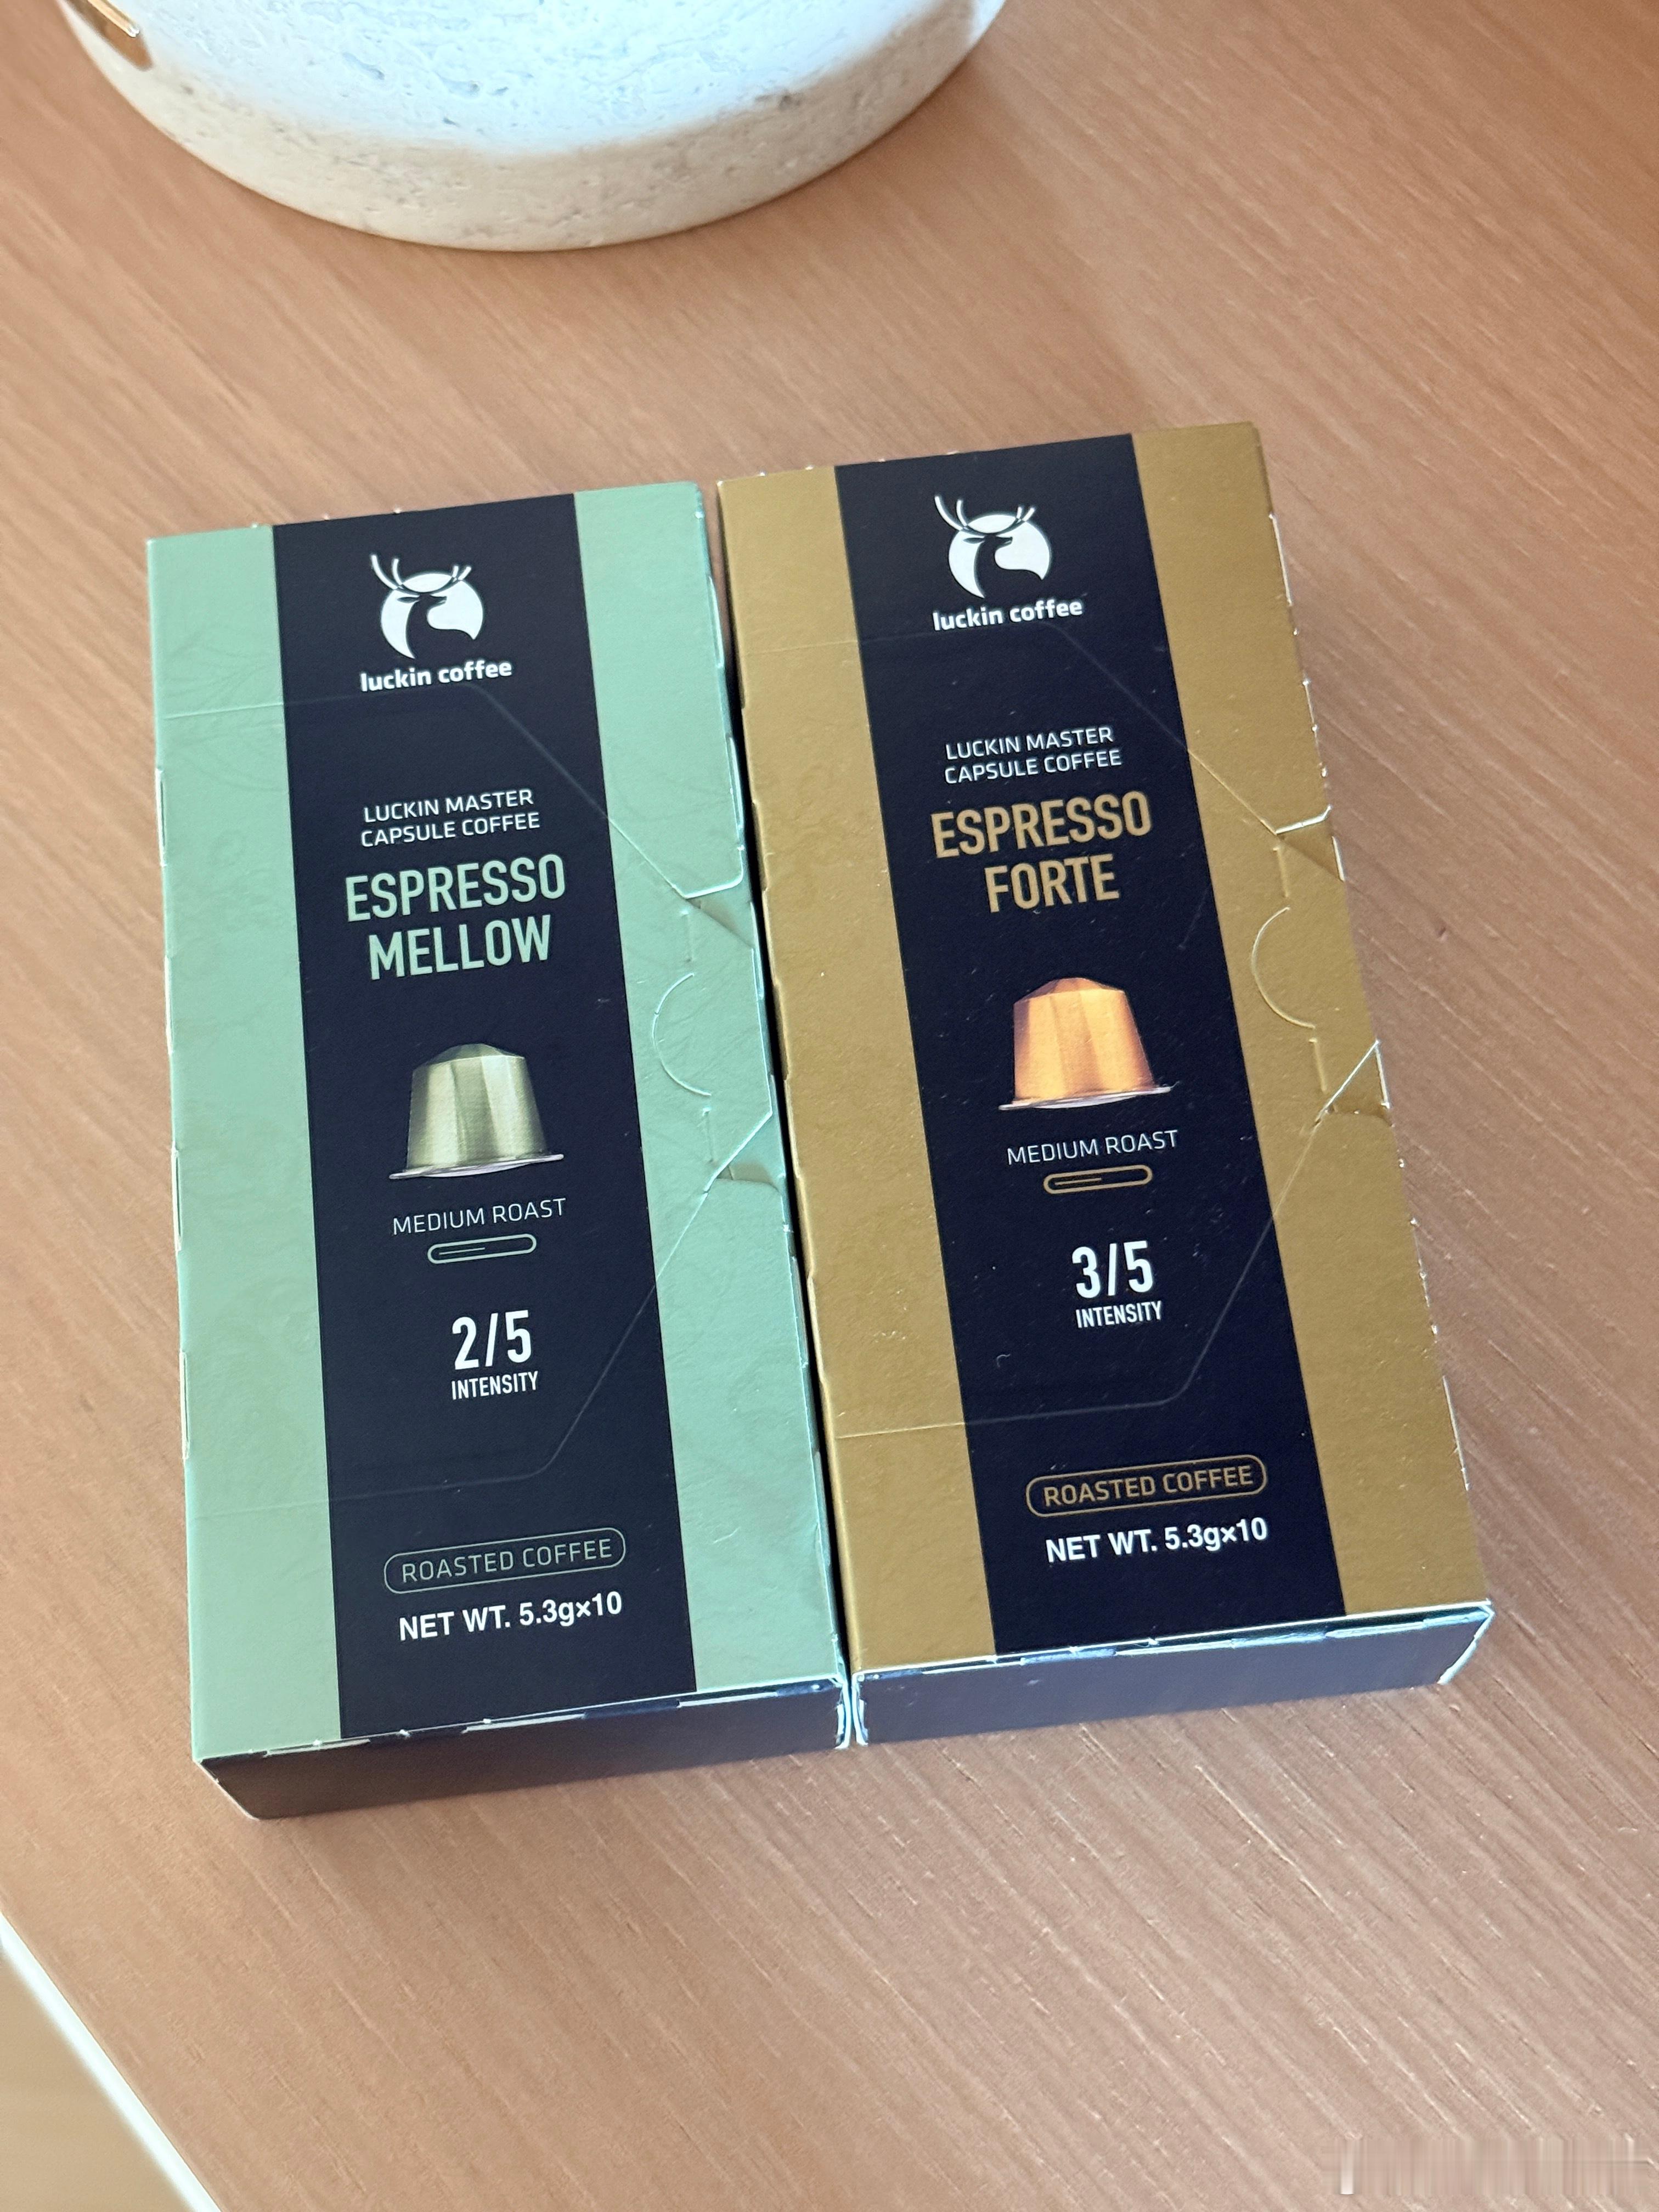 luckin coffee
LUCKIN MASTER
CAPSULE COFFEE
ESPRESSO
MELLOW
MEDIUM ROAST
2/5
INTENSITY
ROASTED COFFEE
NET WT. 5.3g×10
luckin coffee
LUCKIN MASTER
CAPSULE COFFEE
ESPRESSO
FORTE
MEDIUM ROAST
3/5
INTENSITY
ROASTED COFFEE
NET WT. 5.3g×10